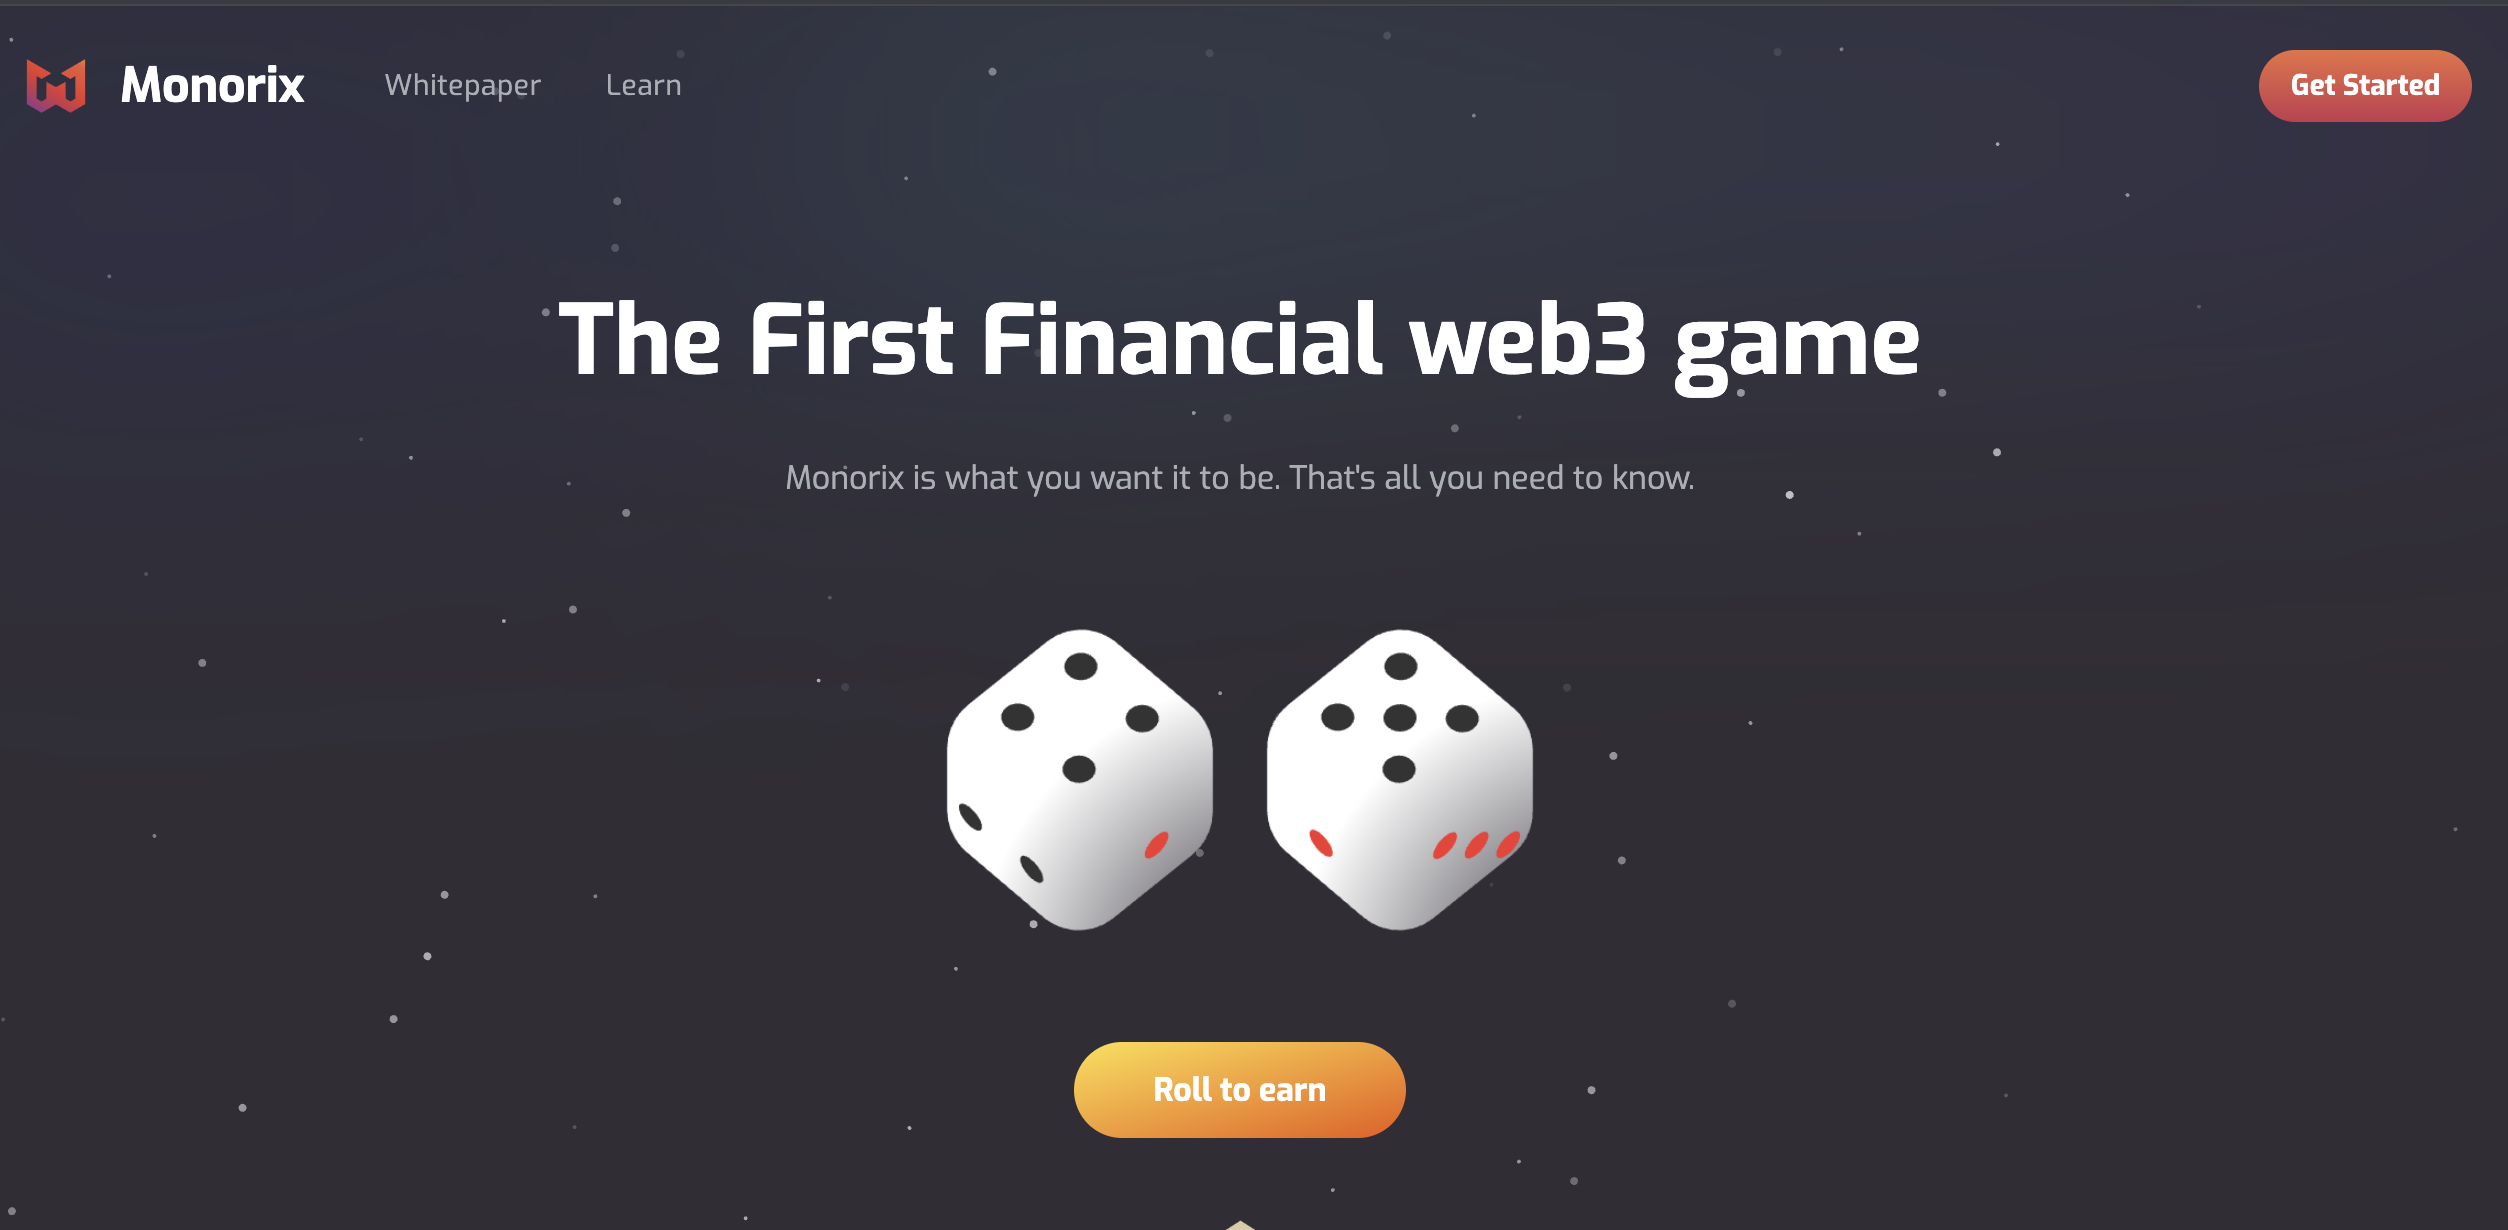 Monorix
Whitepaper
Learn
Get Started
The First Financial web3 game
Monorix is what you want it to be. That's all you need to know.
Roll to earn